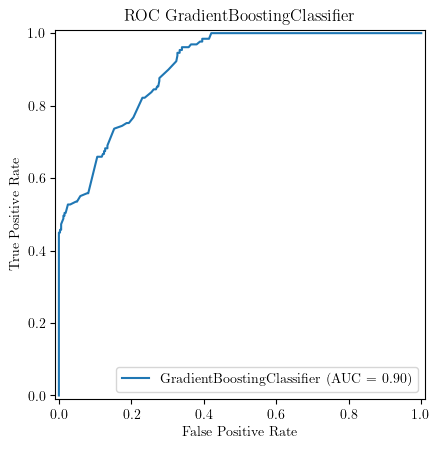 ROC GradientBoostingClassifier
1.0
0.8
0.6
0.4
0.2
0.0
True Positive Rate
GradientBoostingClassifier (AUC = 0.90)
0.0 0.2 0.4 0.6 0.8 1.0
False Positive Rate